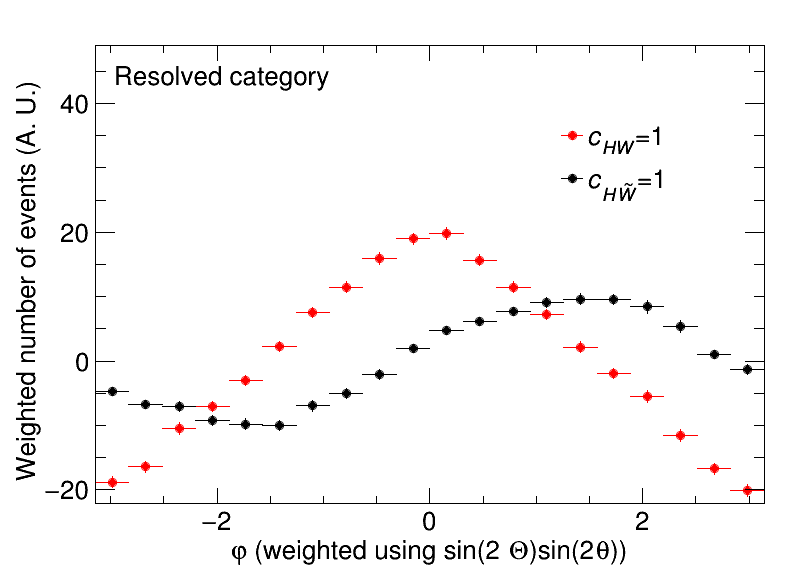 Resolved category
Weighted number of events (A. U.)
40
20
0
−20
c_HW=1
c_HW̃=1
−2 0 2
φ (weighted using sin(2 Θ)sin(2θ))